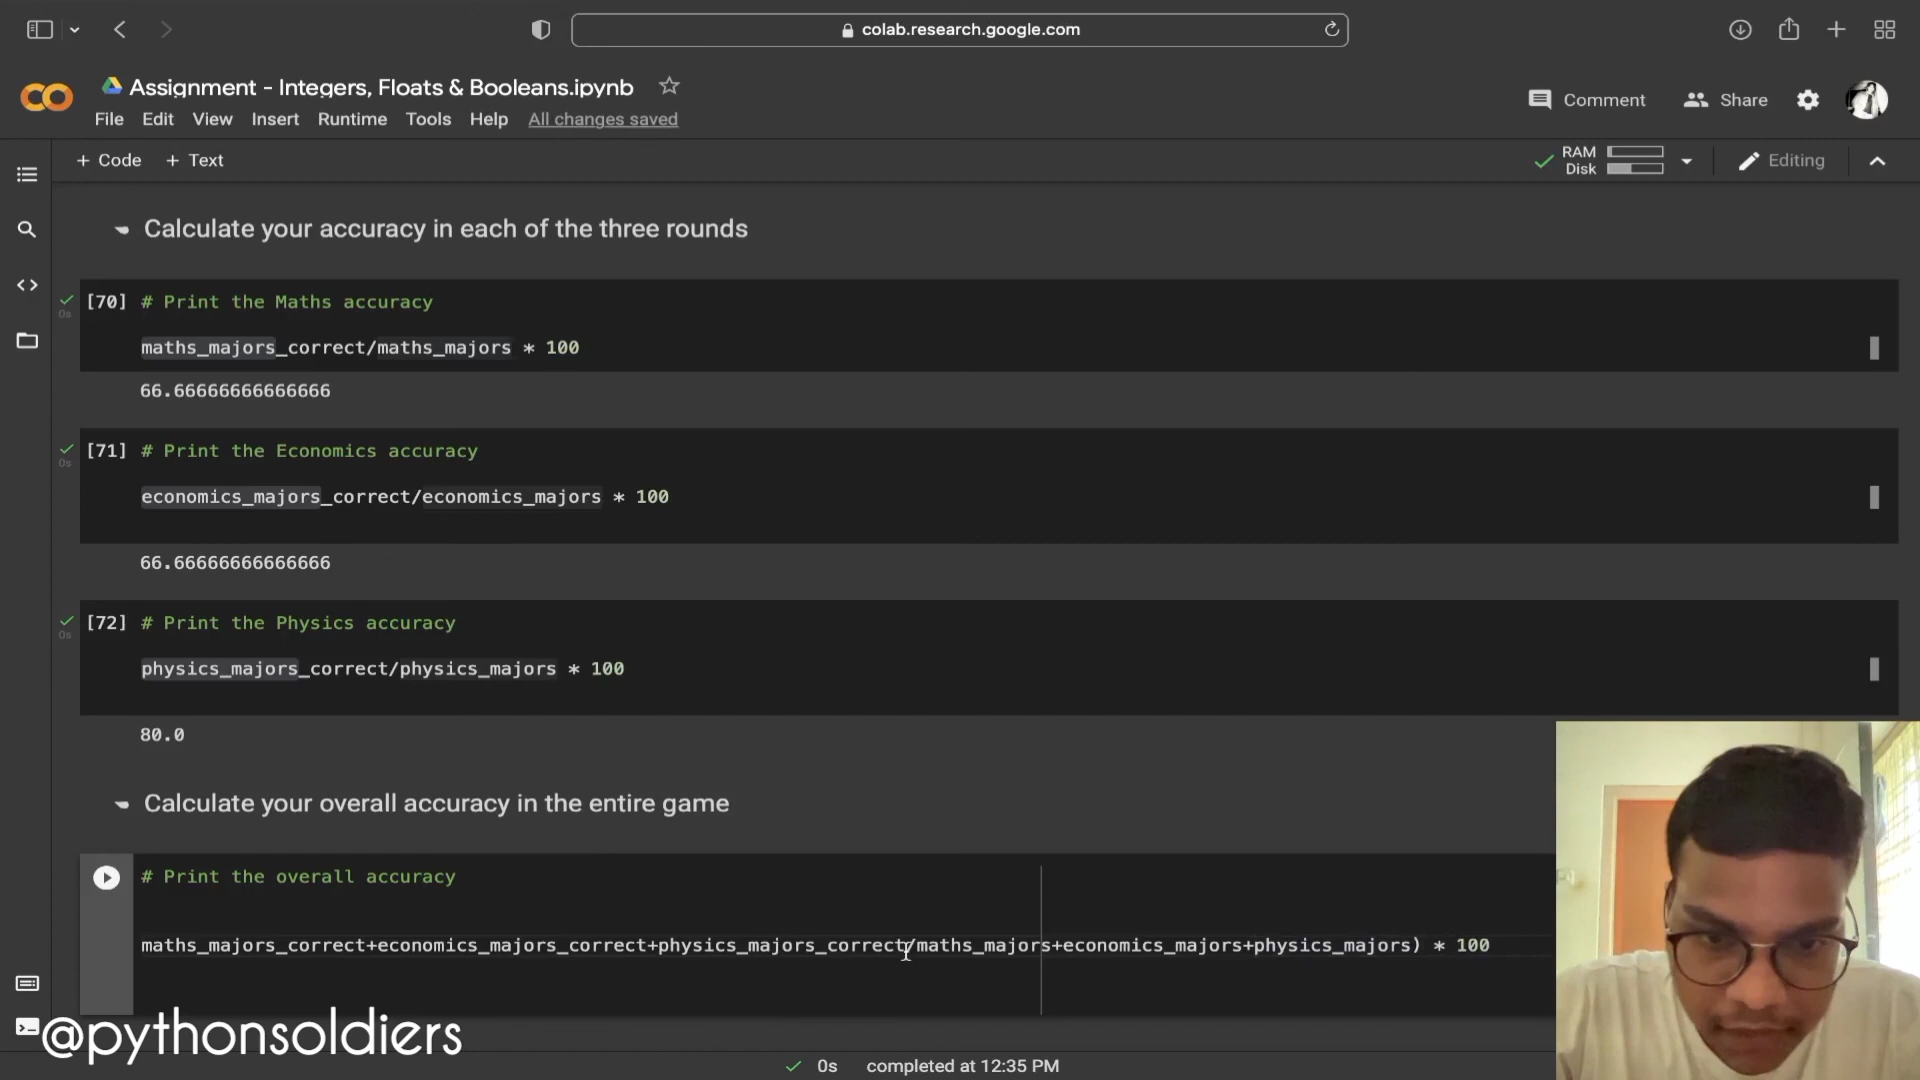 colab.research.google.com
Assignment - Integers, Floats & Booleans.ipynb
File Edit View Insert Runtime Tools Help All changes saved
Comment Share
+ Code + Text
RAM
Disk
Editing
Calculate your accuracy in each of the three rounds
[70] # Print the Maths accuracy
0s
maths_majors_correct/maths_majors * 100
66.66666666666666
[71] # Print the Economics accuracy
0s
economics_majors_correct/economics_majors * 100
66.66666666666666
[72] # Print the Physics accuracy
0s
physics_majors_correct/physics_majors * 100
80.0
Calculate your overall accuracy in the entire game
# Print the overall accuracy
maths_majors_correct+economics_majors_correct+physics_majors_correct/maths_majors+economics_majors+physics_majors) * 100
@pythonsoldiers
0s completed at 12:35 PM